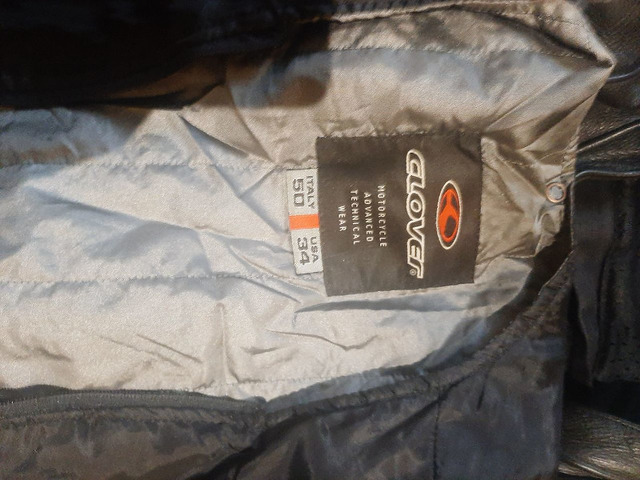 CLOVER®
MOTORCYCLE
ADVANCED
TECHNICAL
WEAR
ITALY USA
50 34